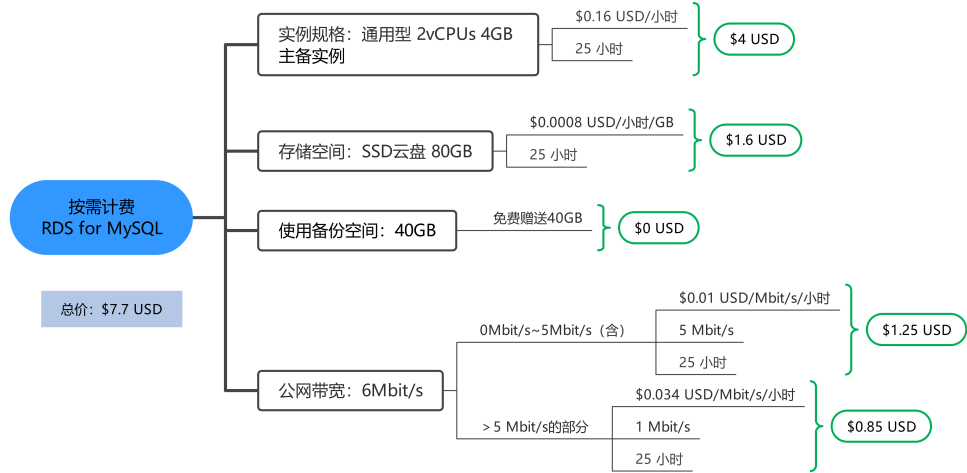 按需计费
RDS for MySQL
总价：$7.7 USD
实例规格：通用型 2vCPUs 4GB
主备实例
$0.16 USD/小时
25 小时
$4 USD
存储空间：SSD云盘 80GB
$0.0008 USD/小时/GB
25 小时
$1.6 USD
使用备份空间：40GB
免费赠送40GB
$0 USD
公网带宽：6Mbit/s
0Mbit/s~5Mbit/s（含）
$0.01 USD/Mbit/s/小时
5 Mbit/s
25 小时
$1.25 USD
＞5 Mbit/s的部分
$0.034 USD/Mbit/s/小时
1 Mbit/s
25 小时
$0.85 USD